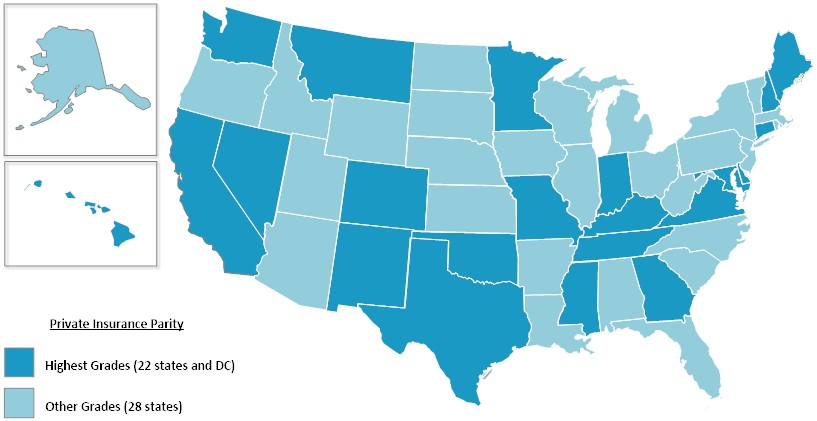 Private Insurance Parity
Highest Grades (22 states and DC)
Other Grades (28 states)